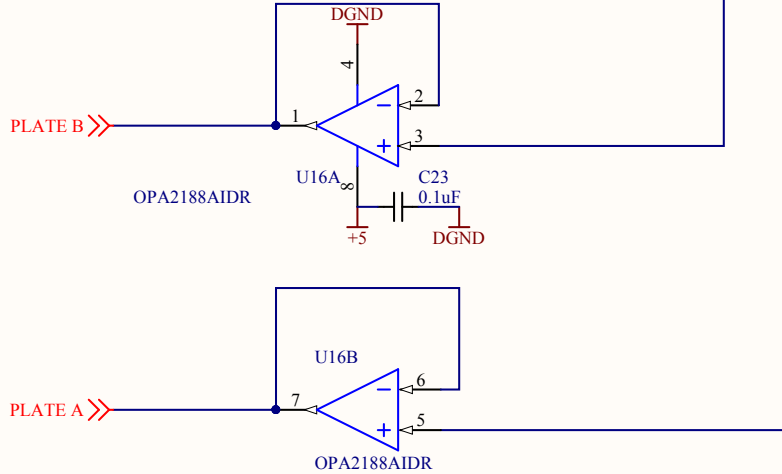 DGND
4
2
1
PLATE B
3
U16A
8
C23
0.1uF
OPA2188AIDR
+5
DGND
U16B
6
7
PLATE A
5
OPA2188AIDR